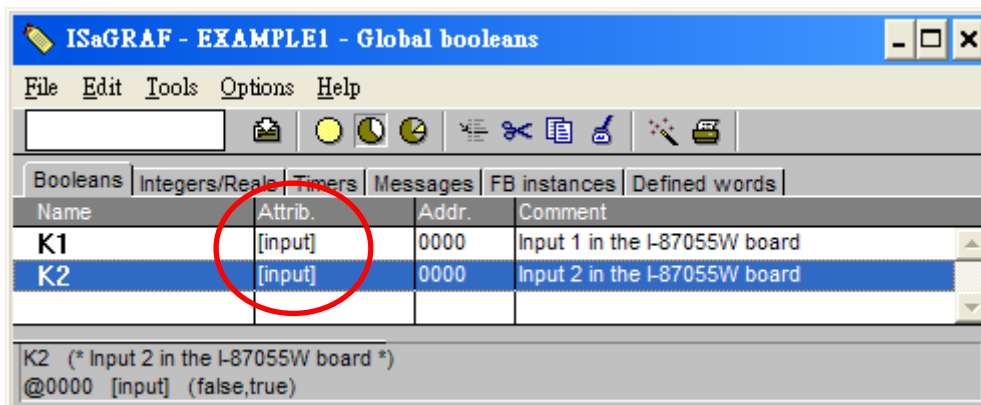 ISaGRAF - EXAMPLE1 - Global booleans
File Edit Tools Options Help
Booleans Integers/Reals Timers Messages FB instances Defined words
Name Attrib. Addr. Comment
K1 [input] 0000 Input 1 in the I-87055W board
K2 [input] 0000 Input 2 in the I-87055W board
K2 (* Input 2 in the I-87055W board *)
@0000 [input] (false,true)